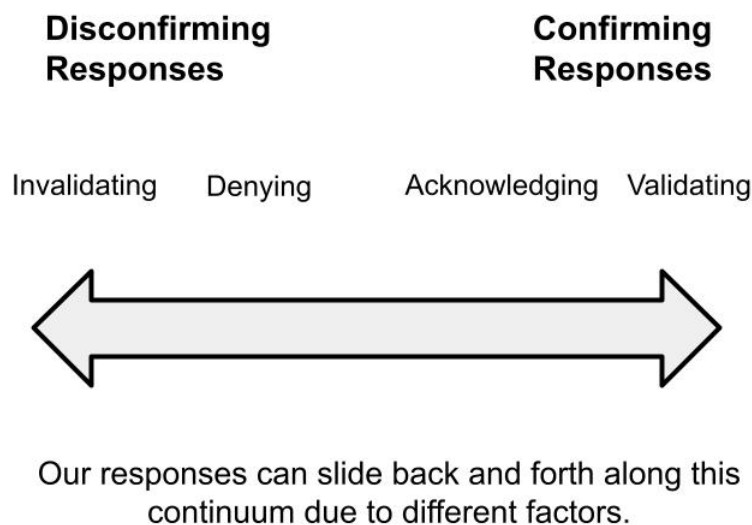 Disconfirming
Responses
Confirming
Responses
Invalidating
Denying
Acknowledging
Validating
Our responses can slide back and forth along this
continuum due to different factors.